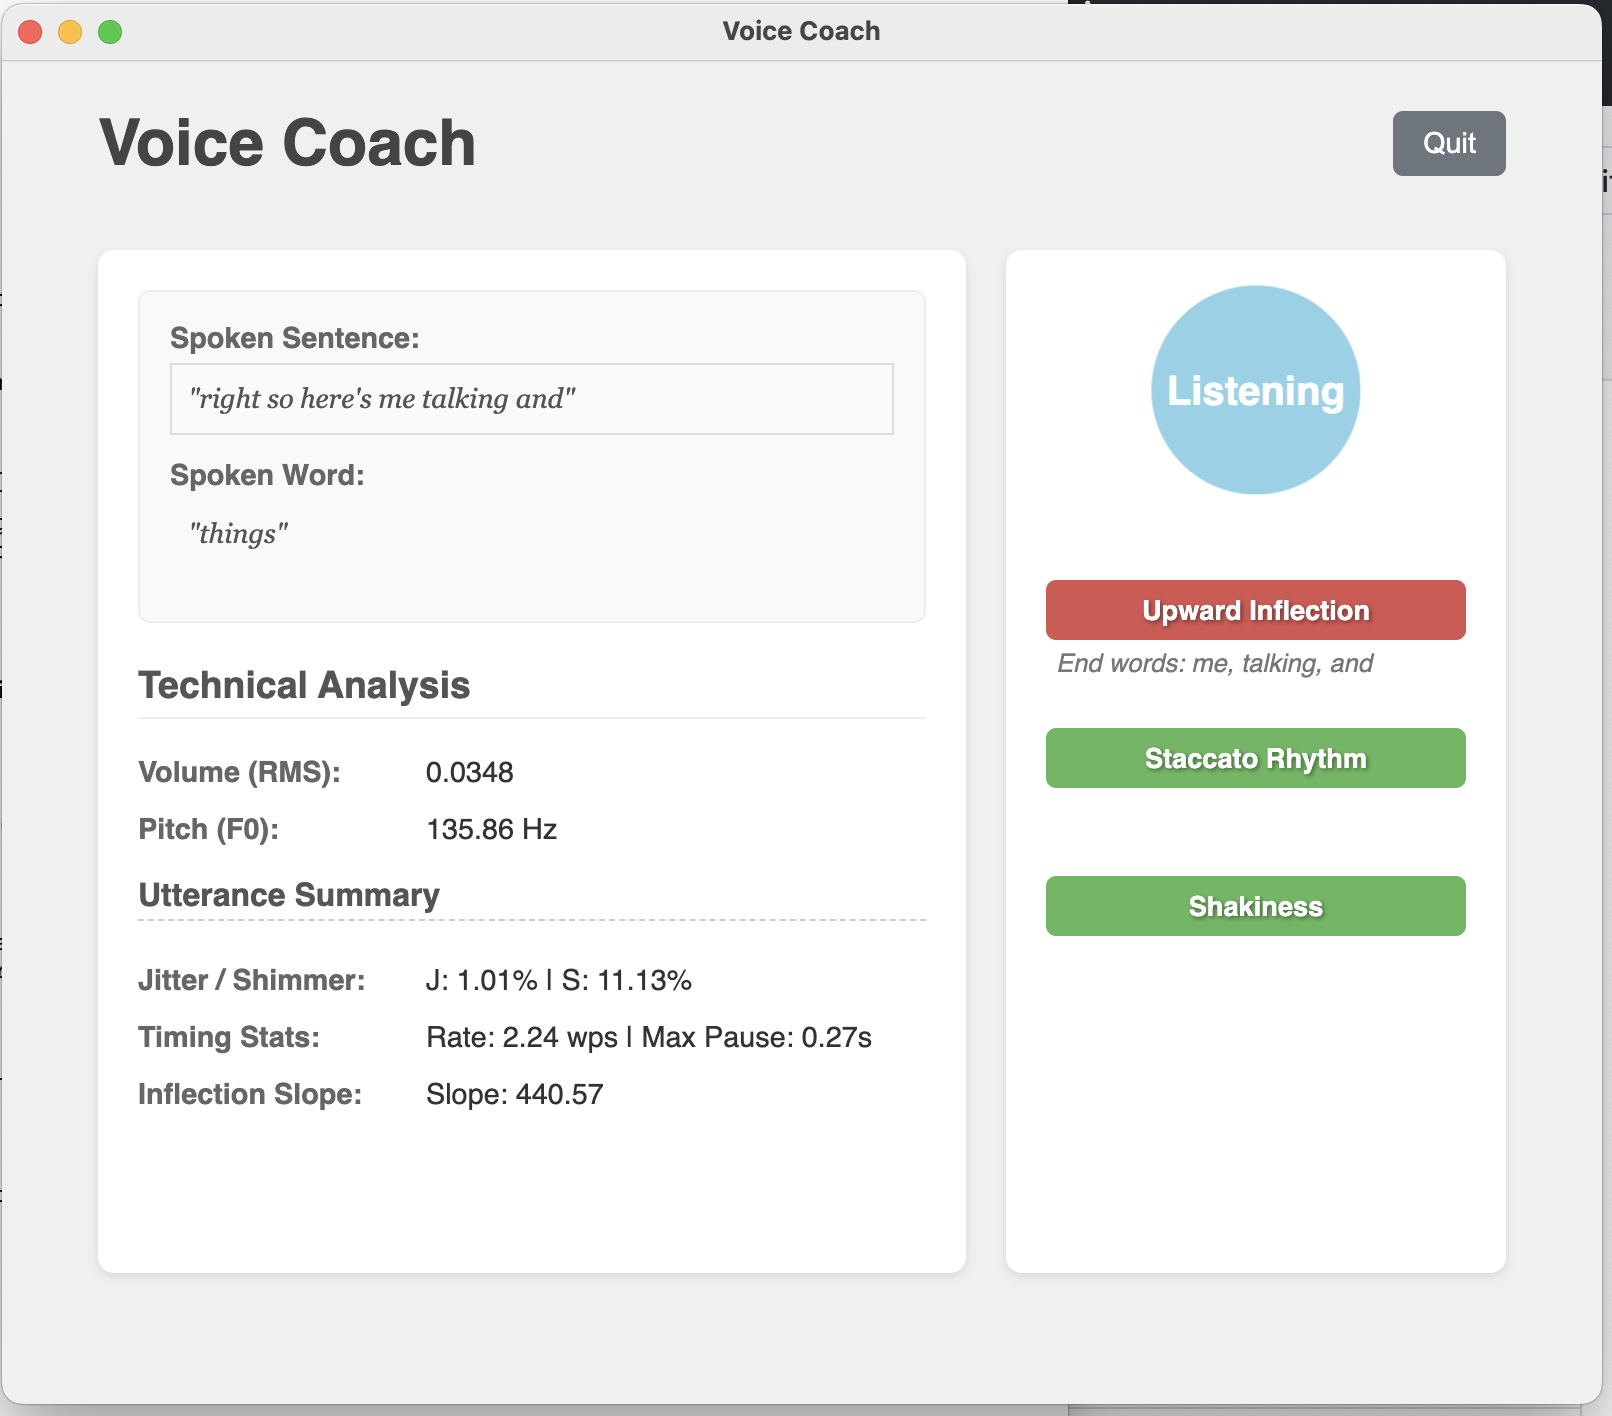 Voice Coach
Voice Coach
Quit
Spoken Sentence:
"right so here's me talking and"
Spoken Word:
"things"
Technical Analysis
Volume (RMS): 0.0348
Pitch (F0): 135.86 Hz
Utterance Summary
Jitter / Shimmer: J: 1.01% | S: 11.13%
Timing Stats: Rate: 2.24 wps | Max Pause: 0.27s
Inflection Slope: Slope: 440.57
Listening
Upward Inflection
End words: me, talking, and
Staccato Rhythm
Shakiness